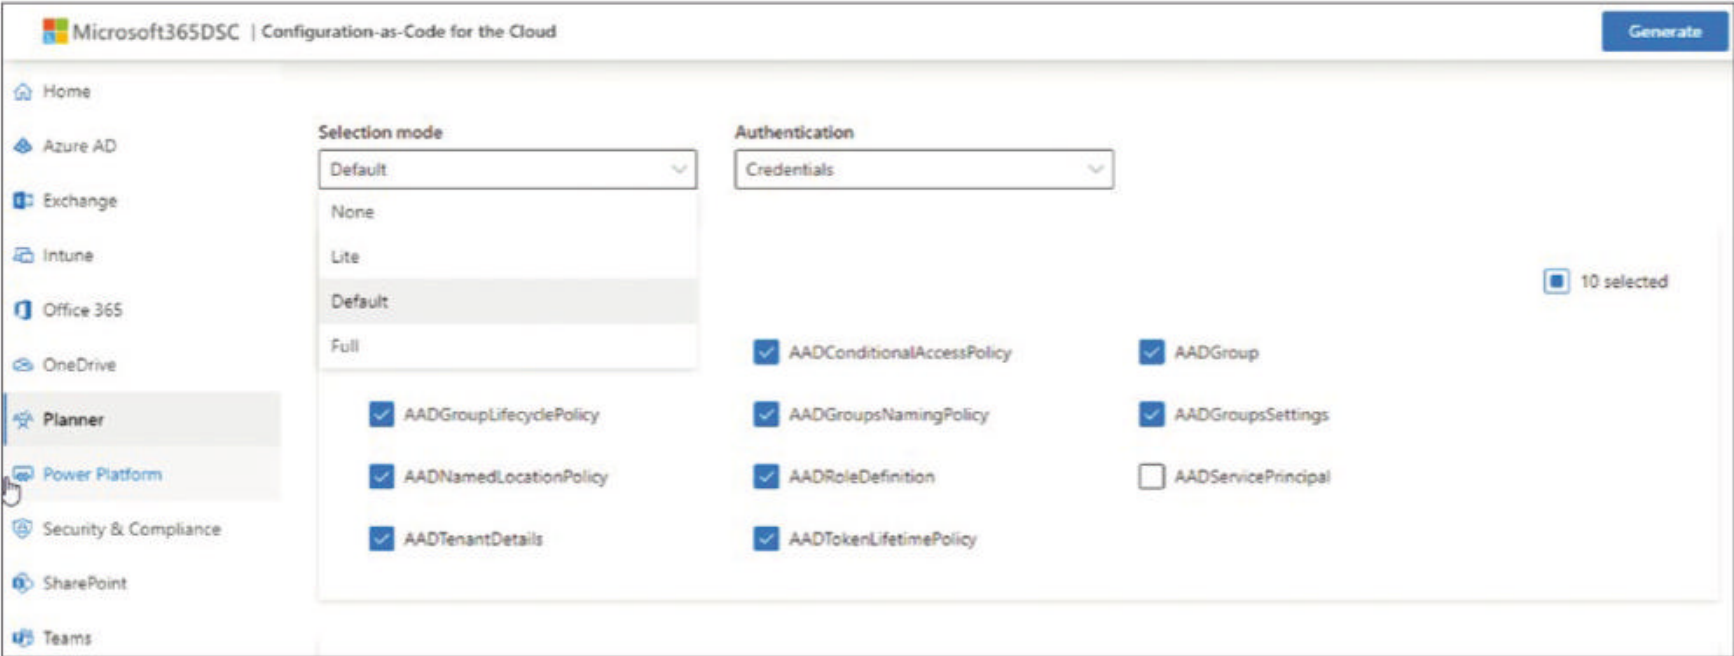 Microsoft365DSC | Configuration-as-Code for the Cloud
Generate
Home
Azure AD
Exchange
Intune
Office 365
OneDrive
Planner
Power Platform
Security & Compliance
SharePoint
Teams
Selection mode
Default
None
Lite
Default
Full
Authentication
Credentials
10 selected
AADConditionalAccessPolicy
AADGroup
AADGroupLifecyclePolicy
AADGroupsNamingPolicy
AADGroupsSettings
AADNamedLocationPolicy
AADRoleDefinition
AADServicePrincipal
AADTenantDetails
AADTokenLifetimePolicy